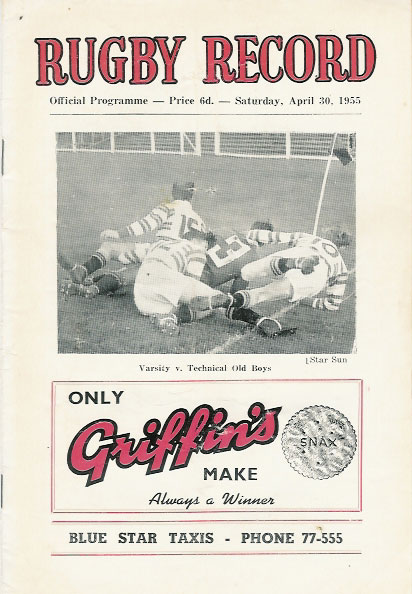 RUGBY RECORD
Official Programme — Price 6d. — Saturday, April 30, 1955
13
[Star Sun
Varsity v. Technical Old Boys
ONLY
Griffin's
SNAX
MAKE
Always a Winner
BLUE STAR TAXIS - PHONE 77-555